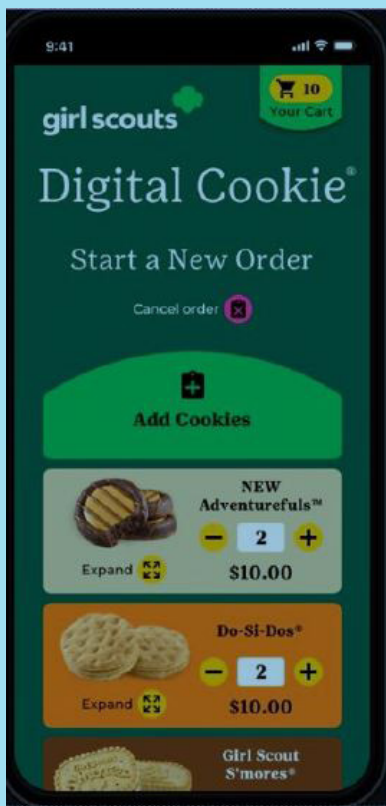 9:41
10
Your Cart
girl scouts
Digital Cookie®
Start a New Order
Cancel order
Add Cookies
NEW
Adventurefuls™
2
Expand
$10.00
Do-Si-Dos®
2
Expand
$10.00
Girl Scout
S'mores®